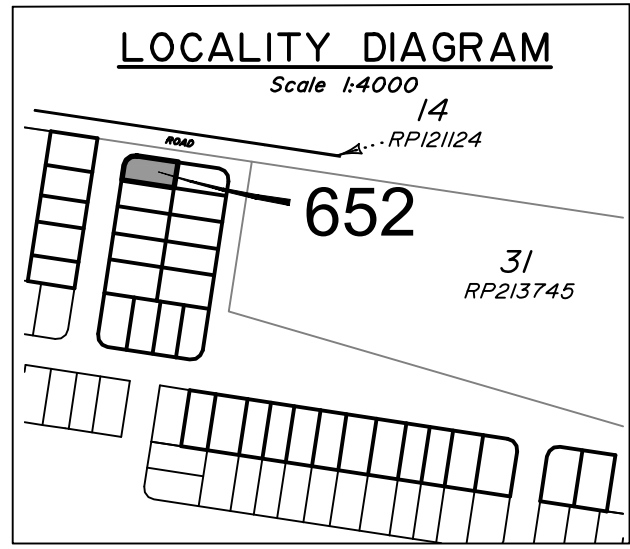 LOCALITY DIAGRAM
Scale 1:4000
14
RP121124
ROAD
652
31
RP213745